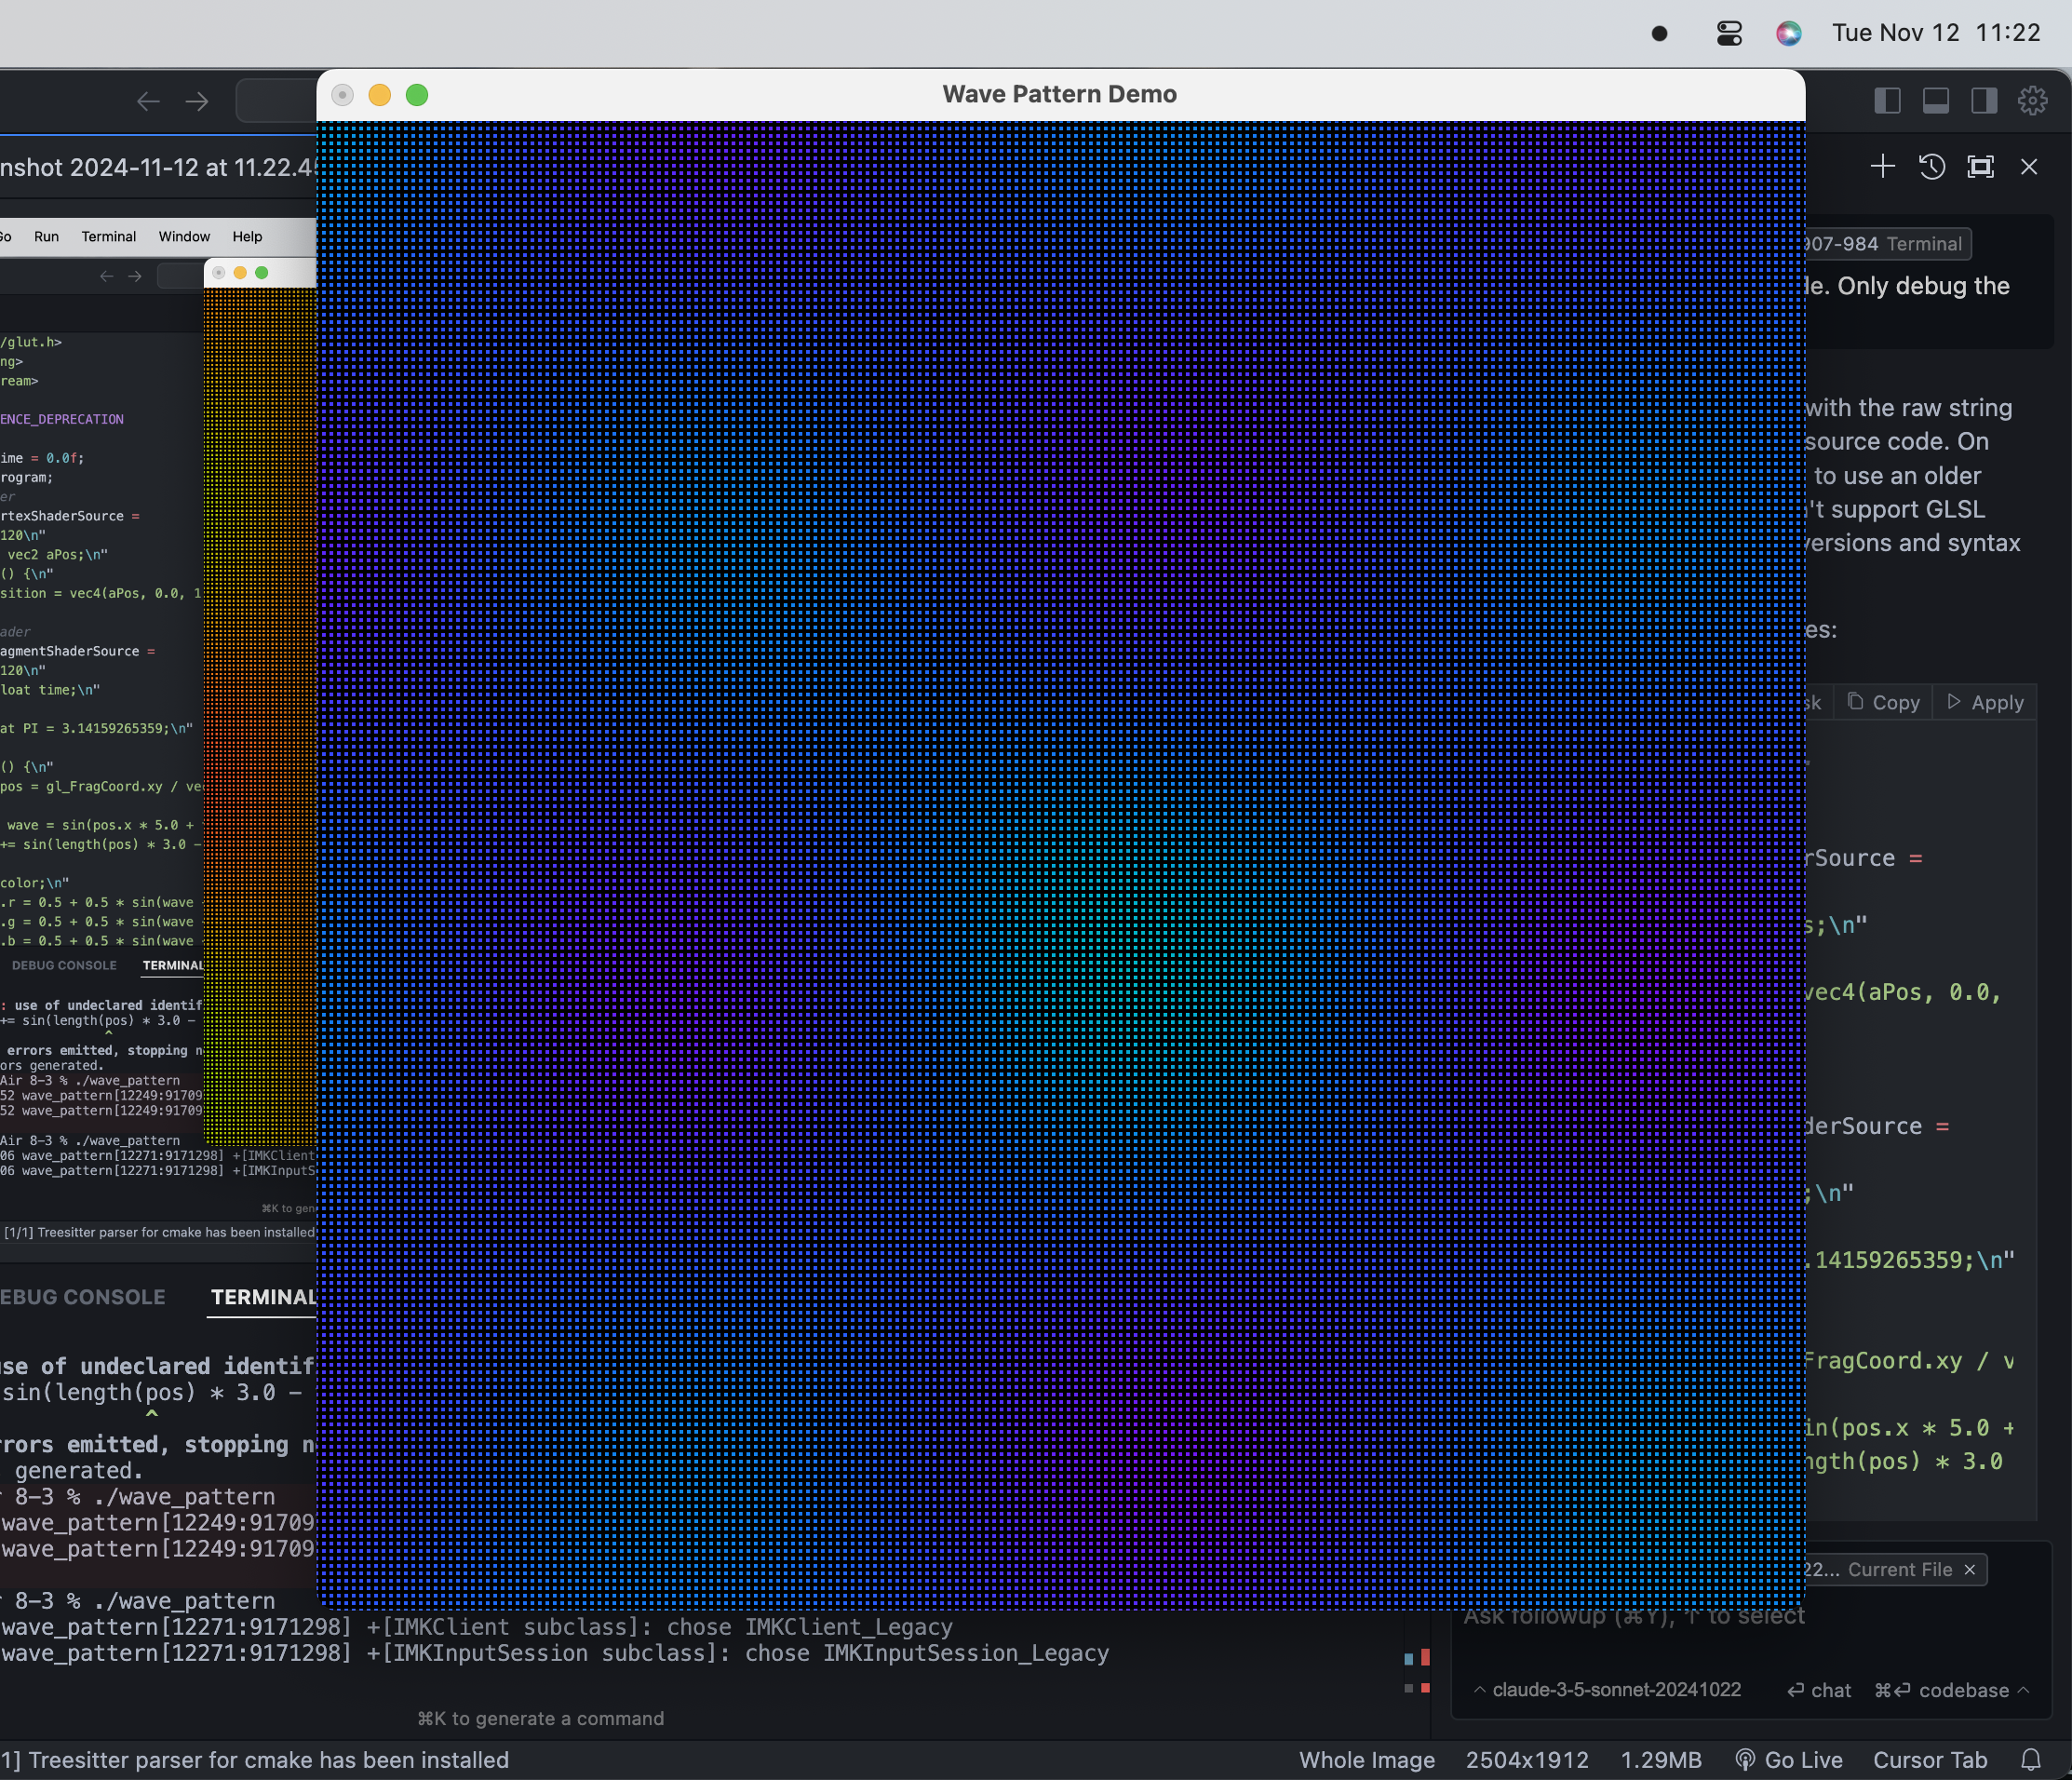 Tue Nov 12 11:22
Wave Pattern Demo
nshot 2024-11-12 at 11.22.4
Go Run Terminal Window Help
/glut.h>
ng>
ream>
ENCE_DEPRECATION
ime = 0.0f;
rogram;
er
rtexShaderSource =
120\n"
vec2 aPos;\n"
() {\n"
sition = vec4(aPos, 0.0, 1
ader
agmentShaderSource =
120\n"
loat time;\n"
at PI = 3.14159265359;\n"
() {\n"
pos = gl_FragCoord.xy / ve
wave = sin(pos.x * 5.0 +
+= sin(length(pos) * 3.0 -
color;\n"
.r = 0.5 + 0.5 * sin(wave
.g = 0.5 + 0.5 * sin(wave
.b = 0.5 + 0.5 * sin(wave
DEBUG CONSOLE TERMINAL
: use of undeclared identif
+= sin(length(pos) * 3.0 -
^
errors emitted, stopping n
ors generated.
Air 8-3 % ./wave_pattern
52 wave_pattern[12249:91709
52 wave_pattern[12249:91709
Air 8-3 % ./wave_pattern
06 wave_pattern[12271:9171298] +[IMKClient
06 wave_pattern[12271:9171298] +[IMKInputS
⌘K to gen
[1/1] Treesitter parser for cmake has been installed
EBUG CONSOLE TERMINAL
use of undeclared identif
sin(length(pos) * 3.0 -
^
rors emitted, stopping n
generated.
r 8-3 % ./wave_pattern
wave_pattern[12249:91709
wave_pattern[12249:91709
r 8-3 % ./wave_pattern
wave_pattern[12271:9171298] +[IMKClient subclass]: chose IMKClient_Legacy
wave_pattern[12271:9171298] +[IMKInputSession subclass]: chose IMKInputSession_Legacy
⌘K to generate a command
907-984 Terminal
le. Only debug the
with the raw string
source code. On
to use an older
n't support GLSL
versions and syntax
es:
sk Copy Apply
rSource =
s;\n"
vec4(aPos, 0.0,
derSource =
;\n"
.14159265359;\n"
FragCoord.xy / v
in(pos.x * 5.0 +
ngth(pos) * 3.0
22... Current File ×
Ask followup (⌘Y), ↑ to select
^ claude-3-5-sonnet-20241022 ↵ chat ⌘↵ codebase ^
1] Treesitter parser for cmake has been installed Whole Image 2504x1912 1.29MB Go Live Cursor Tab